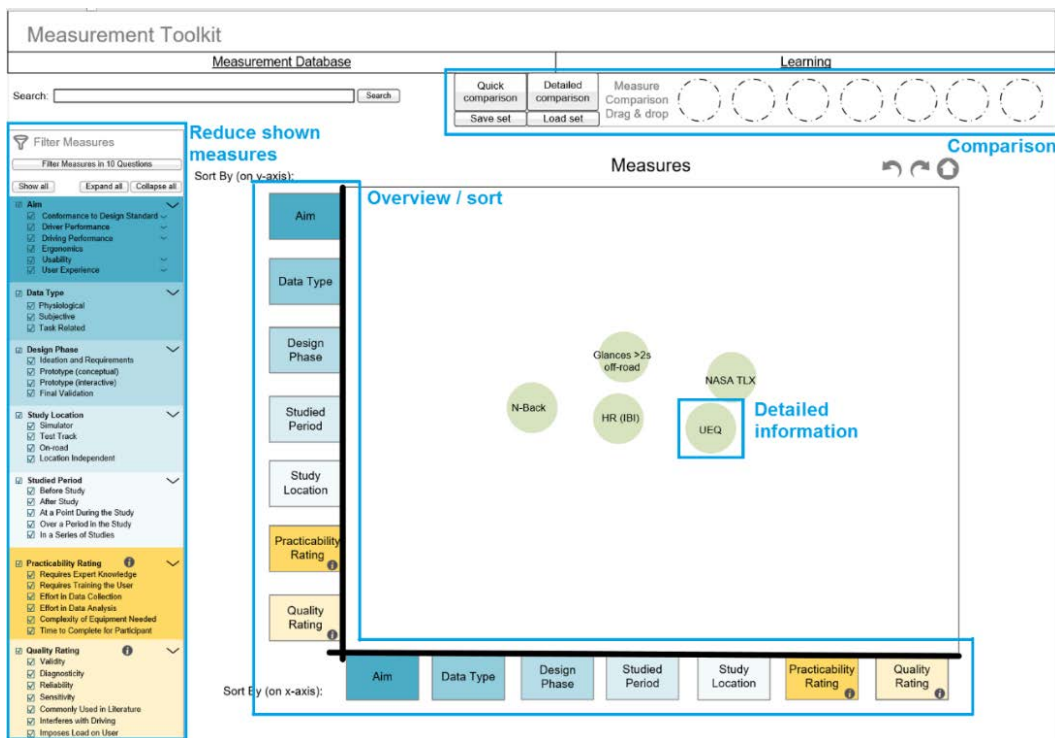 Measurement Toolkit
Measurement Database
Learning
Search:
Search
Quick
comparison
Detailed
comparison
Save set
Load set
Measure
Comparison
Drag & drop
Comparison
Reduce shown
measures
Filter Measures
Filter Measures in 10 Questions
Show all
Expand all
Collapse all
Aim
Conformance to Design Standard
Driver Performance
Driving Performance
Ergonomics
Usability
User Experience
Data Type
Physiological
Subjective
Task Related
Design Phase
Ideation and Requirements
Prototype (conceptual)
Prototype (interactive)
Final Validation
Study Location
Simulator
Test Track
On-road
Location Independent
Studied Period
Before Study
After Study
At a Point During the Study
Over a Period in the Study
In a Series of Studies
Practicability Rating i
Requires Expert Knowledge
Requires Training the User
Effort in Data Collection
Effort in Data Analysis
Complexity of Equipment Needed
Time to Complete for Participant
Quality Rating i
Validity
Diagnosticity
Reliability
Sensitivity
Commonly Used in Literature
Interferes with Driving
Imposes Load on User
Measures
Sort By (on y-axis):
Overview / sort
Aim
Data Type
Design
Phase
Studied
Period
Study
Location
Practicability
Rating i
Quality
Rating i
Glances >2s
off-road
NASA TLX
N-Back
HR (IBI)
UEQ
Detailed
information
Sort By (on x-axis):
Aim
Data Type
Design
Phase
Studied
Period
Study
Location
Practicability
Rating i
Quality
Rating i